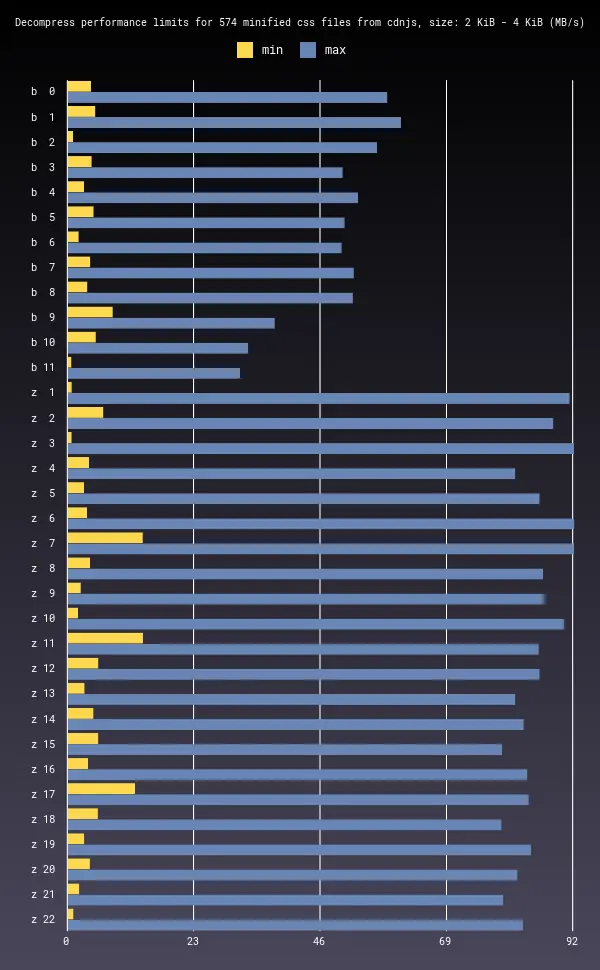 Decompress performance limits for 574 minified css files from cdnjs, size: 2 KiB - 4 KiB (MB/s)
min max
b 0
b 1
b 2
b 3
b 4
b 5
b 6
b 7
b 8
b 9
b 10
b 11
z 1
z 2
z 3
z 4
z 5
z 6
z 7
z 8
z 9
z 10
z 11
z 12
z 13
z 14
z 15
z 16
z 17
z 18
z 19
z 20
z 21
z 22
0 23 46 69 92